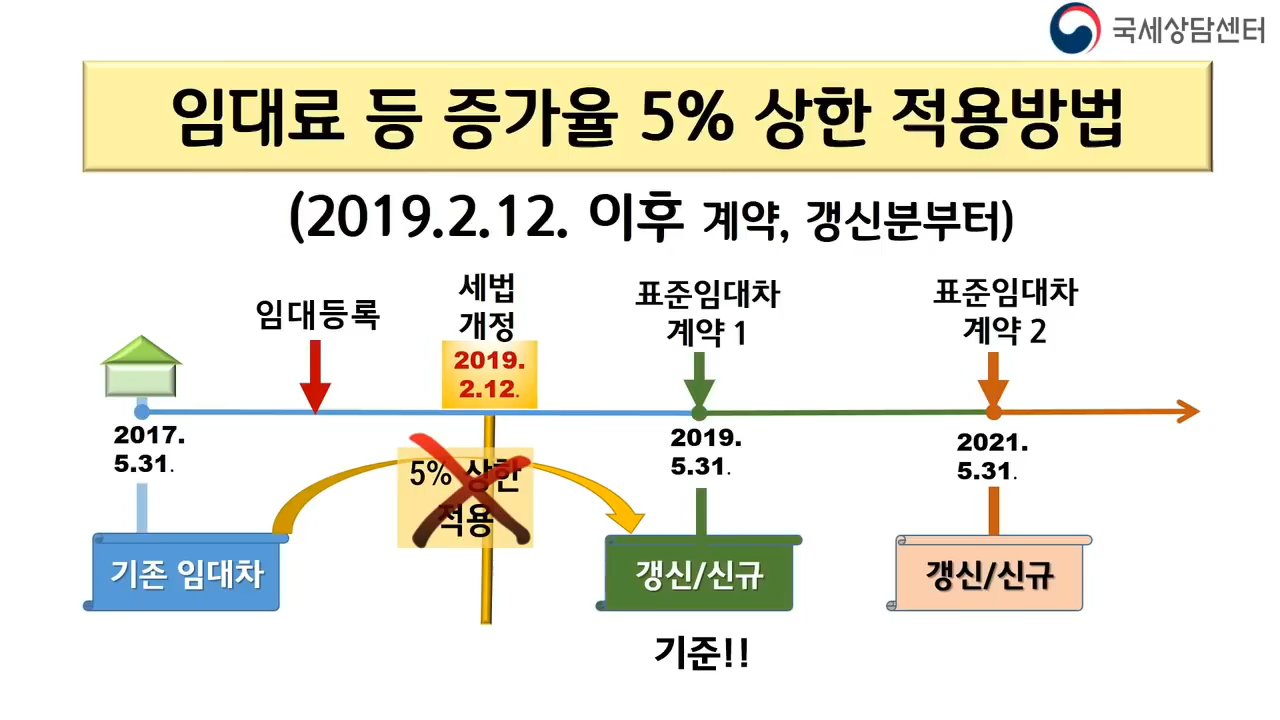 국세상담센터
임대료 등 증가율 5% 상한 적용방법
(2019.2.12. 이후 계약, 갱신분부터)
임대등록
세법
개정
2019.
2.12.
표준임대차
계약 1
표준임대차
계약 2
2017.
5.31.
2019.
5.31.
2021.
5.31.
5% 상한
적용
기존 임대차
갱신/신규
갱신/신규
기준!!